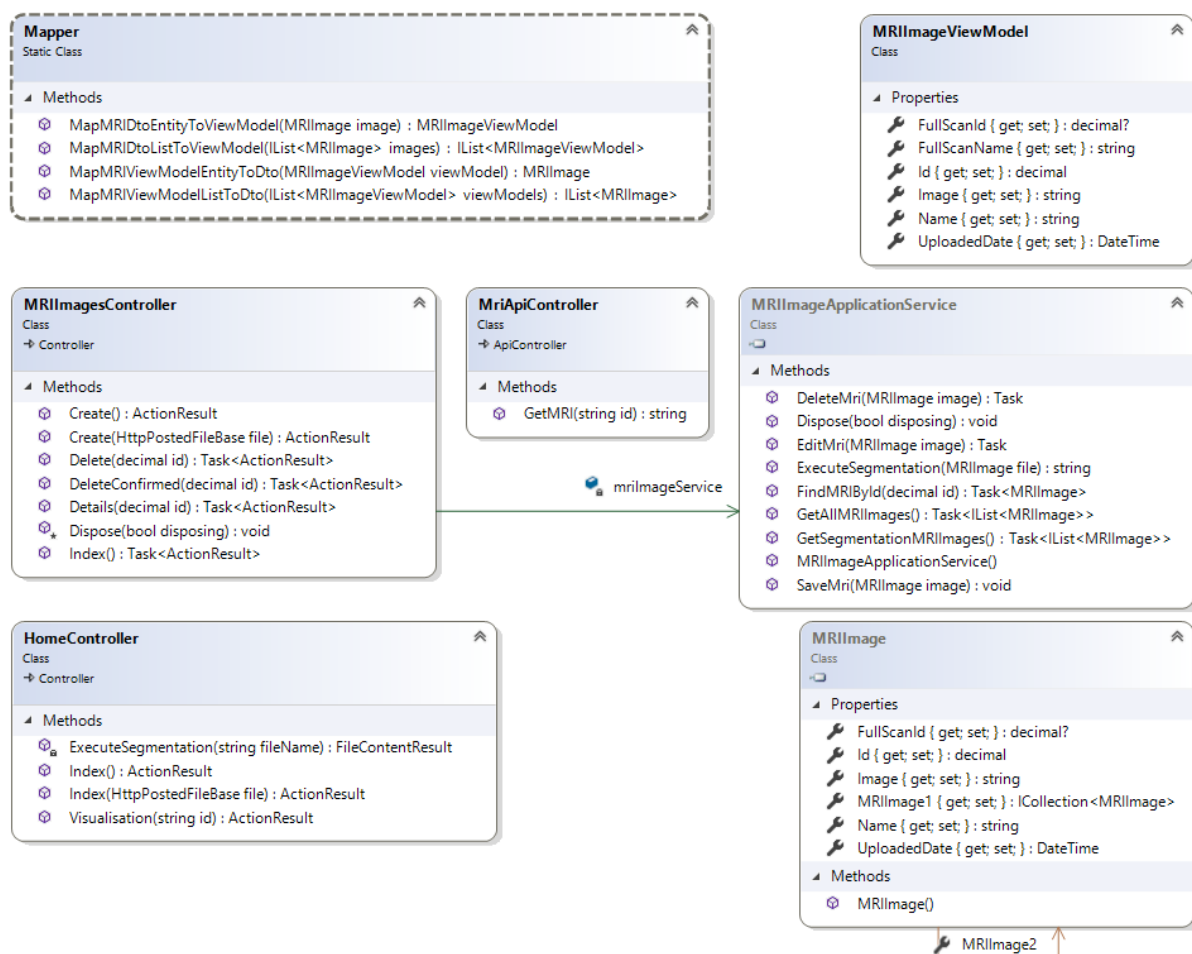 Mapper
Static Class
Methods
MapMRIDtoEntityToViewModel(MRIImage image) : MRIImageViewModel
MapMRIDtoListToViewModel(IList<MRIImage> images) : IList<MRIImageViewModel>
MapMRIViewModelEntityToDto(MRIImageViewModel viewModel) : MRIImage
MapMRIViewModelListToDto(IList<MRIImageViewModel> viewModels) : IList<MRIImage>
MRIImageViewModel
Class
Properties
FullScanId { get; set; } : decimal?
FullScanName { get; set; } : string
Id { get; set; } : decimal
Image { get; set; } : string
Name { get; set; } : string
UploadedDate { get; set; } : DateTime
MRIImagesController
Class
Controller
Methods
Create() : ActionResult
Create(HttpPostedFileBase file) : ActionResult
Delete(decimal id) : Task<ActionResult>
DeleteConfirmed(decimal id) : Task<ActionResult>
Details(decimal id) : Task<ActionResult>
Dispose(bool disposing) : void
Index() : Task<ActionResult>
MriApiController
Class
ApiController
Methods
GetMRI(string id) : string
mriImageService
MRIImageApplicationService
Class
Methods
DeleteMri(MRIImage image) : Task
Dispose(bool disposing) : void
EditMri(MRIImage image) : Task
ExecuteSegmentation(MRIImage file) : string
FindMRIById(decimal id) : Task<MRIImage>
GetAllMRIImages() : Task<IList<MRIImage>>
GetSegmentationMRIImages() : Task<IList<MRIImage>>
MRIImageApplicationService()
SaveMri(MRIImage image) : void
HomeController
Class
Controller
Methods
ExecuteSegmentation(string fileName) : FileContentResult
Index() : ActionResult
Index(HttpPostedFileBase file) : ActionResult
Visualisation(string id) : ActionResult
MRIImage
Class
Properties
FullScanId { get; set; } : decimal?
Id { get; set; } : decimal
Image { get; set; } : string
MRIImage1 { get; set; } : ICollection<MRIImage>
Name { get; set; } : string
UploadedDate { get; set; } : DateTime
Methods
MRIImage()
MRIImage2